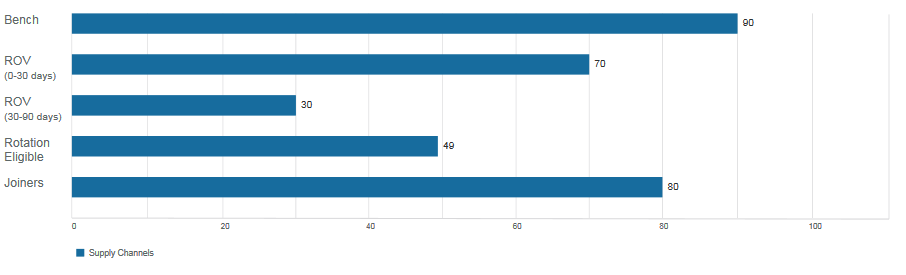 Bench
90
ROV
(0-30 days)
70
ROV
(30-90 days)
30
Rotation
Eligible
49
Joiners
80
0 20 40 60 80 100
Supply Channels